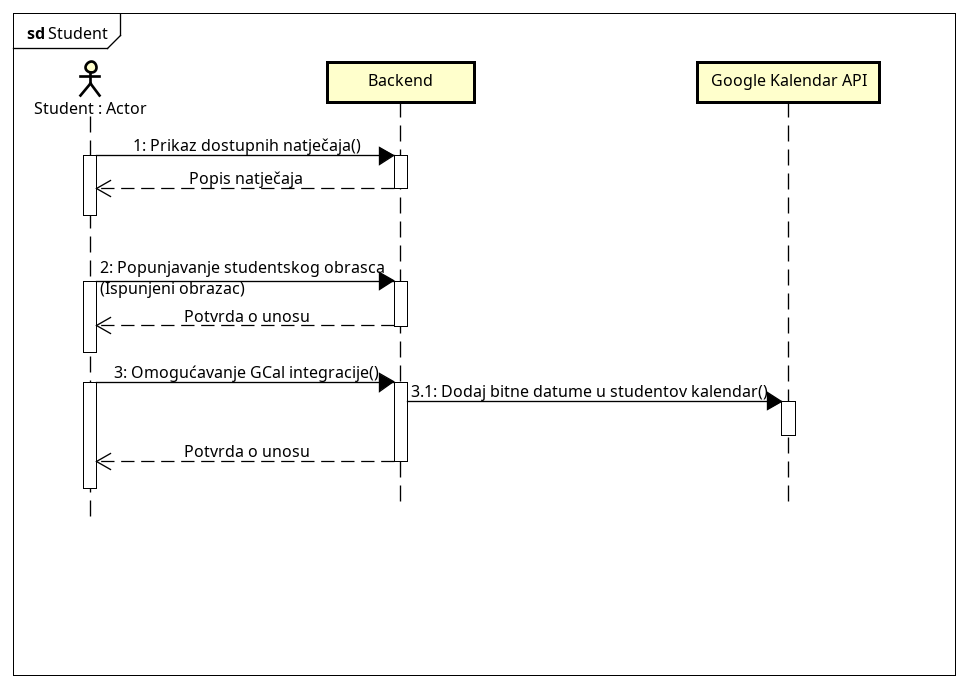 sd Student
Backend
Google Kalendar API
Student : Actor
1: Prikaz dostupnih natječaja()
Popis natječaja
2: Popunjavanje studentskog obrasca
(Ispunjeni obrazac)
Potvrda o unosu
3: Omogućavanje GCal integracije()
3.1: Dodaj bitne datume u studentov kalendar()
Potvrda o unosu